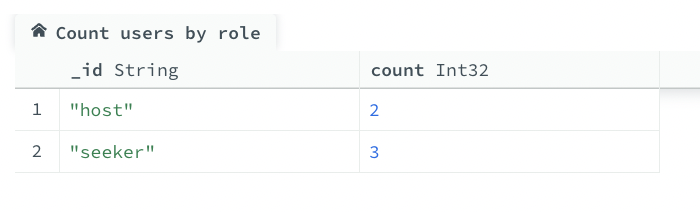 Count users by role
_id String count Int32
1 "host" 2
2 "seeker" 3